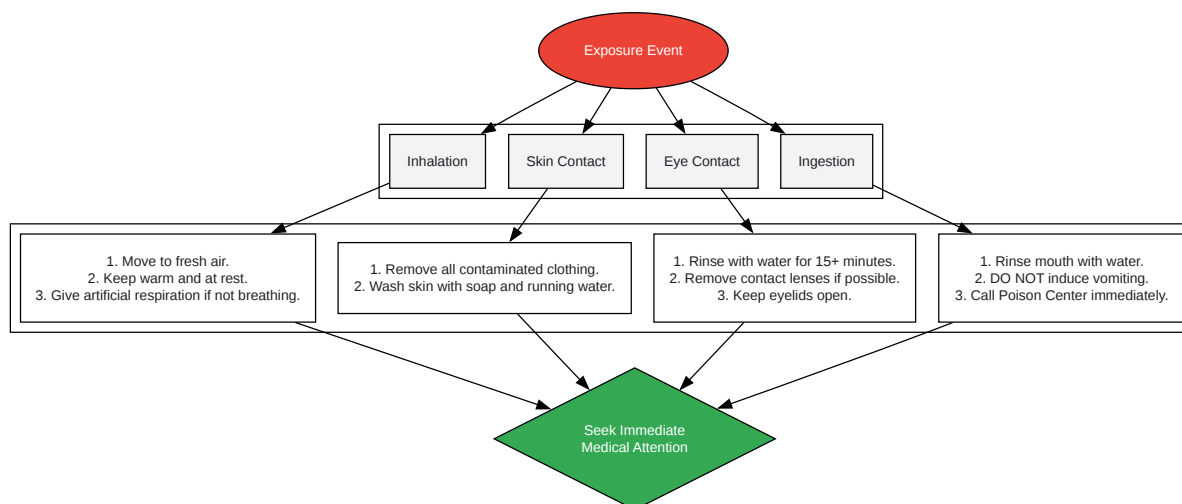 Exposure Event
Inhalation
Skin Contact
Eye Contact
Ingestion
1. Move to fresh air.
2. Keep warm and at rest.
3. Give artificial respiration if not breathing.
1. Remove all contaminated clothing.
2. Wash skin with soap and running water.
1. Rinse with water for 15+ minutes.
2. Remove contact lenses if possible.
3. Keep eyelids open.
1. Rinse mouth with water.
2. DO NOT induce vomiting.
3. Call Poison Center immediately.
Seek Immediate
Medical Attention